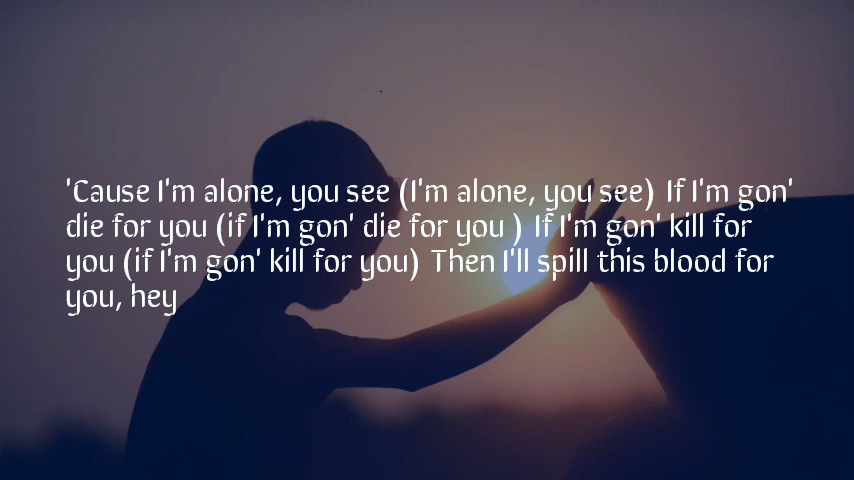 'Cause I'm alone, you see (I'm alone, you see) If I'm gon'
die for you (if I'm gon' die for you ) If I'm gon' kill for
you (if I'm gon' kill for you) Then I'll spill this blood for
you, hey